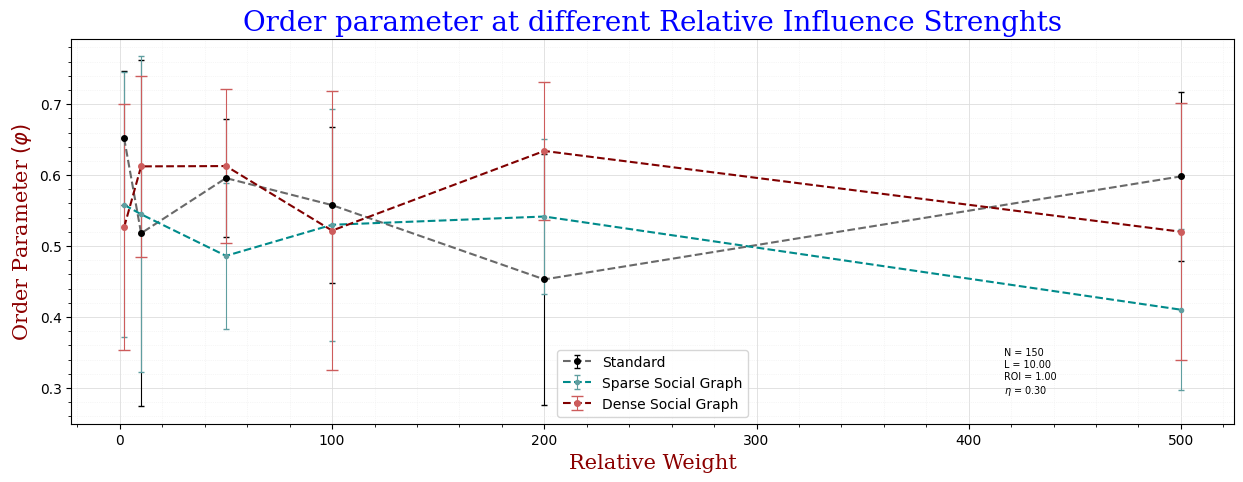 Order parameter at different Relative Influence Strenghts
Order Parameter (φ)
0.7
0.6
0.5
0.4
0.3
Standard
Sparse Social Graph
Dense Social Graph
N = 150
L = 10.00
ROI = 1.00
η = 0.30
0 100 200 300 400 500
Relative Weight